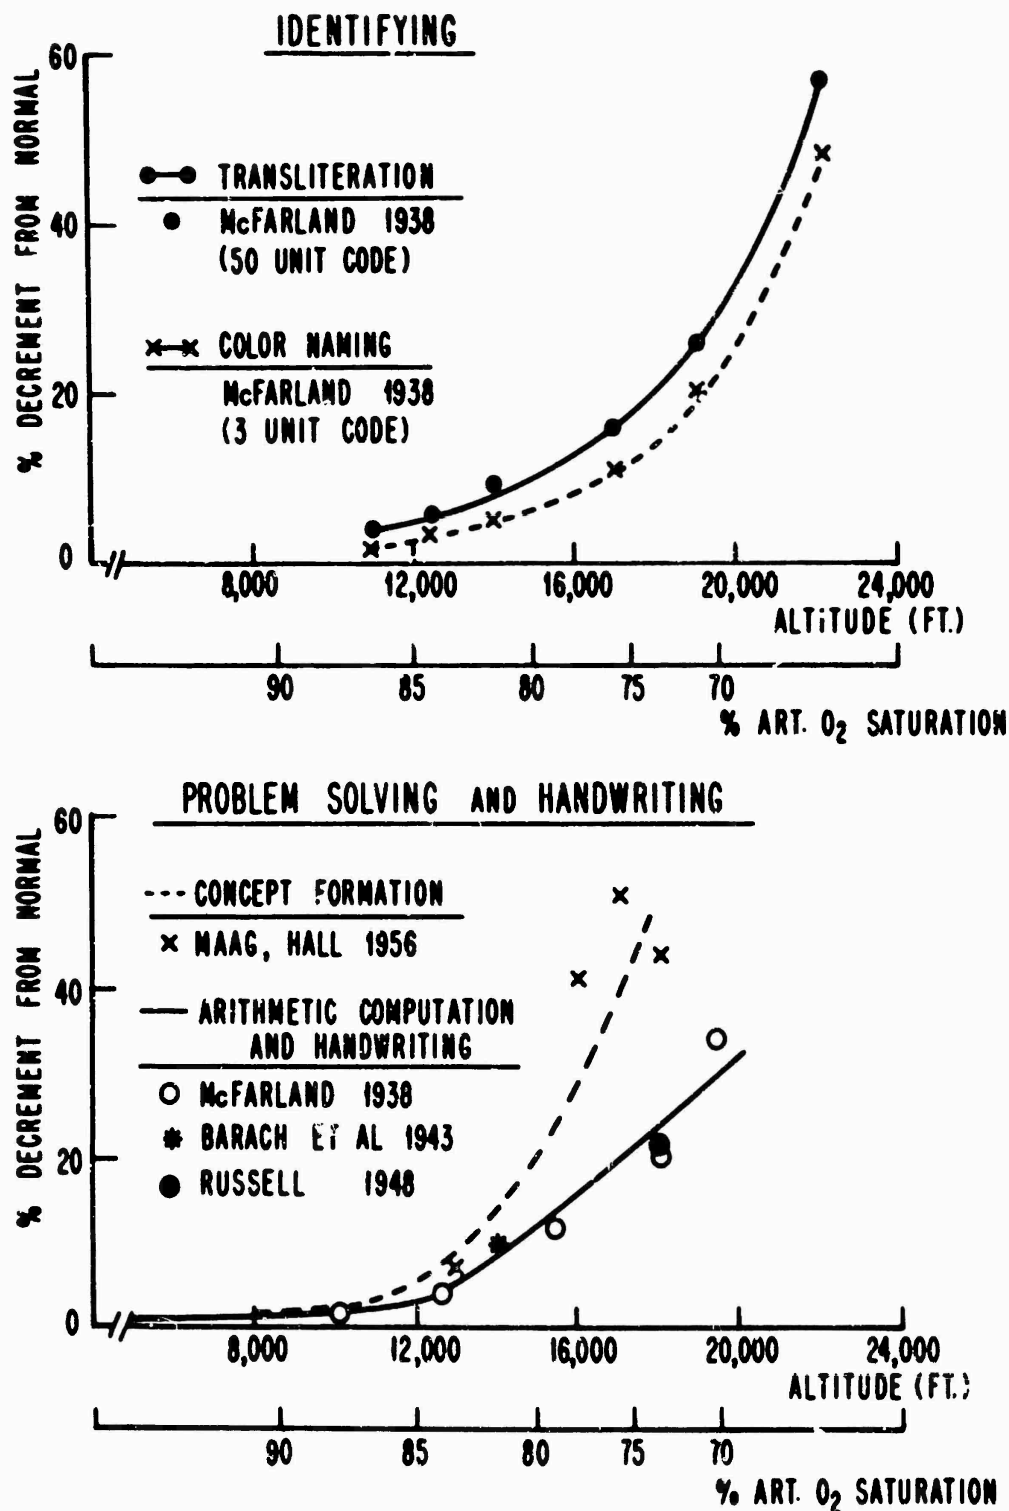 IDENTIFYING
60
40
20
0
% DECREMENT FROM NORMAL
TRANSLITERATION
McFARLAND 1938
(50 UNIT CODE)
COLOR NAMING
McFARLAND 1938
(3 UNIT CODE)
8,000 12,000 16,000 20,000 24,000
ALTITUDE (FT.)
90 85 80 75 70
% ART. O2 SATURATION
PROBLEM SOLVING AND HANDWRITING
60
40
20
0
% DECREMENT FROM NORMAL
CONCEPT FORMATION
MAAG, HALL 1956
ARITHMETIC COMPUTATION
AND HANDWRITING
McFARLAND 1938
BARACH ET AL 1943
RUSSELL 1948
8,000 12,000 16,000 20,000 24,000
ALTITUDE (FT.)
90 85 80 75 70
% ART. O2 SATURATION